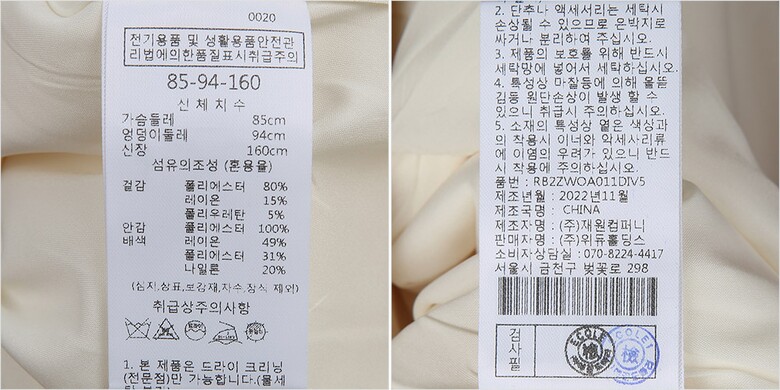 0020
전기용품 및 생활용품안전관
리법에의한품질표시취급주의
85-94-160
신체치수
가슴둘레 85cm
엉덩이둘레 94cm
신장 160cm
섬유의조성 (혼용율)
겉감 폴리에스터 80%
레이온 15%
폴리우레탄 5%
안감 폴리에스터 100%
배색 레이온 49%
폴리에스터 31%
나일론 20%
(심지,상표,보강재,자수,장식 제외)
취급상주의사항
1. 본 제품은 드라이 크리닝
(전문점)만 가능합니다.(물세
2. 단추나 액세서리는 세탁시
손상될 수 있으므로 은박지로
싸거나 분리하여 주십시오.
3. 제품의 보호를 위해 반드시
세탁망에 넣어서 세탁하십시오.
4. 특성상 마찰등에 의해 올뜯
김등 원단손상이 발생 할 수
있으니 취급시 주의하십시오.
5. 소재의 특성상 옅은 색상과
의 착용시 이너와 악세사리류
에 이염의 우려가 있으니 반드
시 착용에 주의하십시오.
품번 : RB2ZWOA011DIV5
제조년월 : 2022년11월
제조국명 : CHINA
제조자명 : (주)재원컴퍼니
판매자명 : (주)위듀홀딩스
소비자상담실 : 070-8224-4417
서울시 금천구 벚꽃로 298
검사필
ECOLE
檢
ECOLE
檢